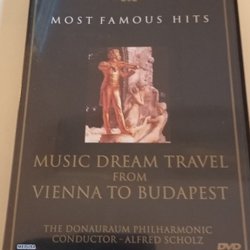 MOST FAMOUS HITS
MUSIC DREAM TRAVEL
FROM
VIENNA TO BUDAPEST
THE DONAURAUM PHILHARMONIC
CONDUCTOR - ALFRED SCHOLZ
DVD